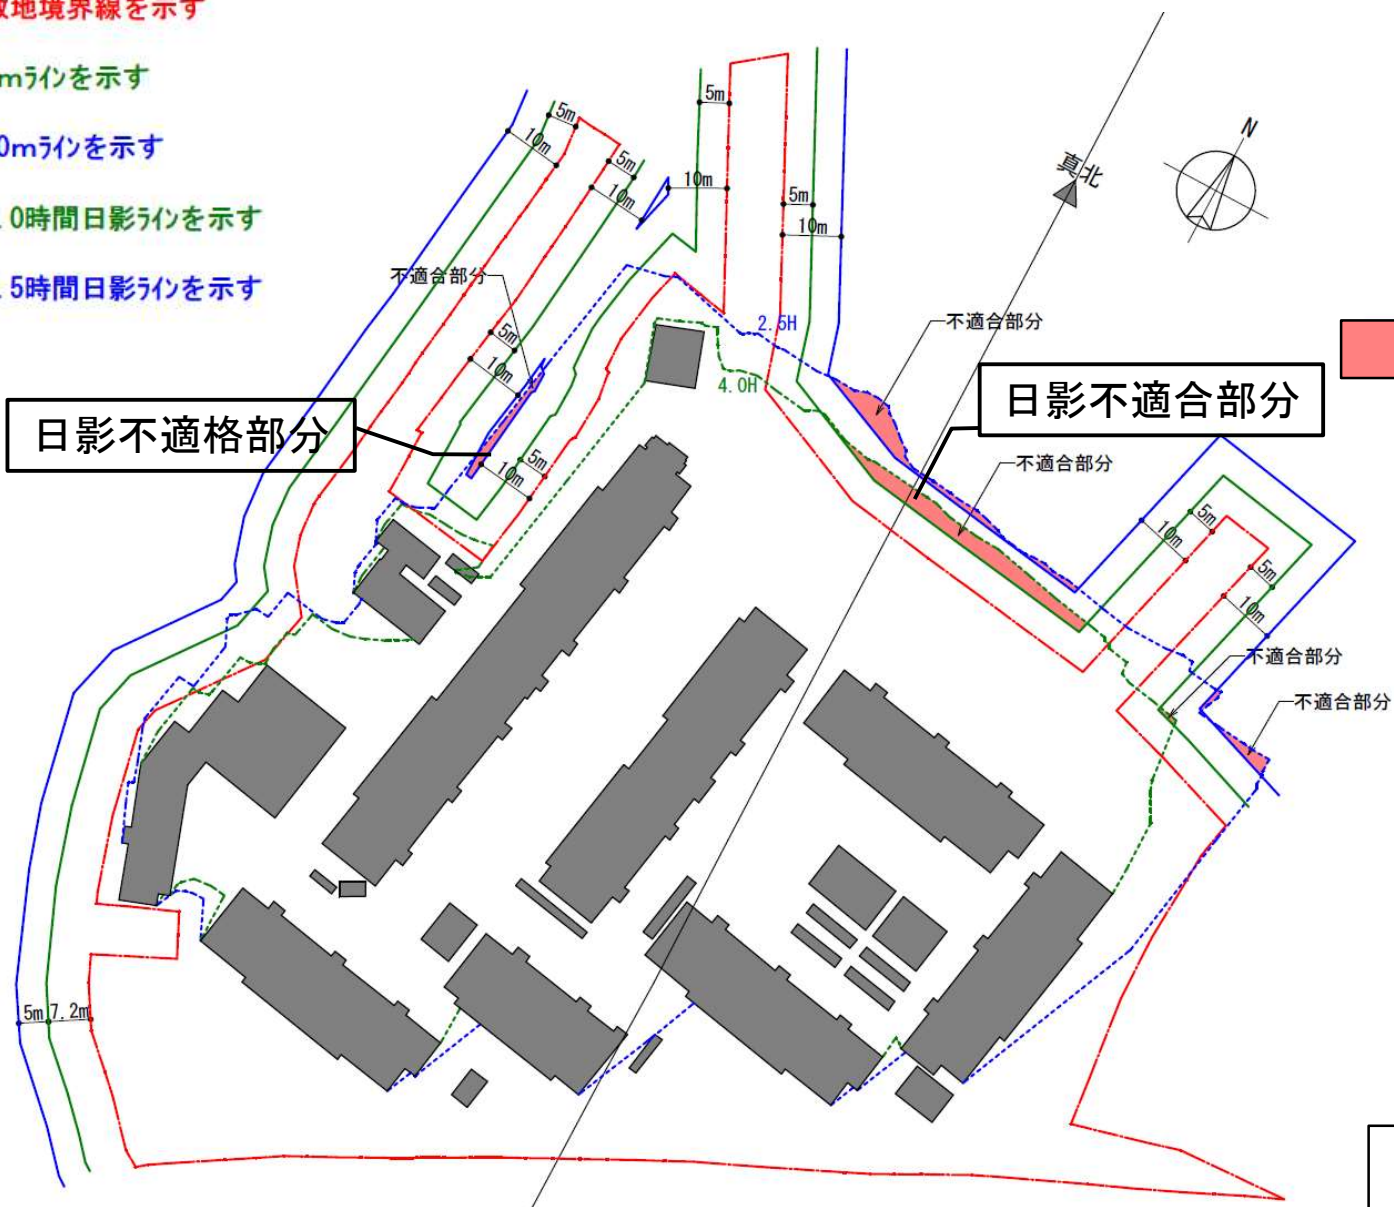 敷地境界線を示す
mラインを示す
0mラインを示す
.0時間日影ラインを示す
.5時間日影ラインを示す
N
真北
5m
10m
5m
10m
5m
10m
5m
10m
不適合部分
5m
10m
2.5H
4.0H
不適合部分
日影不適格部分
日影不適合部分
不適合部分
5m
10m
5m
10m
5m
10m
不適合部分
不適合部分
5m
7.2m